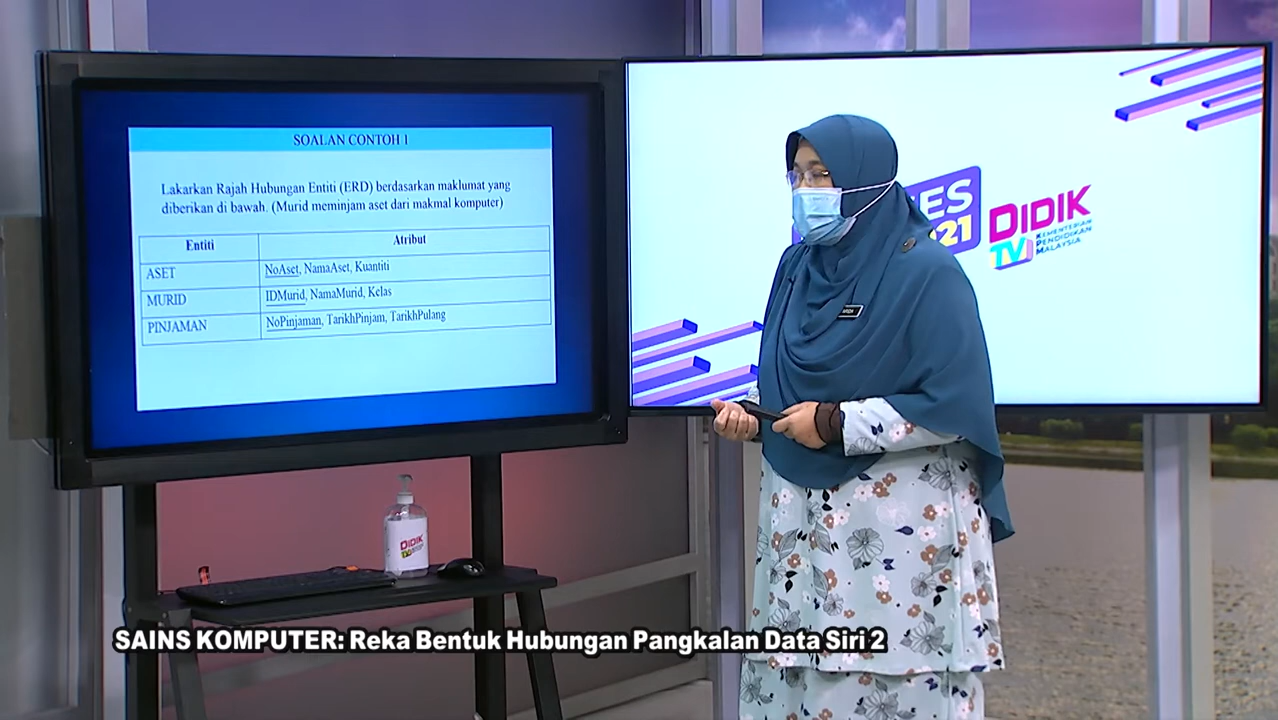 SOALAN CONTOH 1
Lakarkan Rajah Hubungan Entiti (ERD) berdasarkan maklumat yang
diberikan di bawah. (Murid meminjam aset dari makmal komputer)
Entiti Atribut
ASET NoAset, NamaAset, Kuantiti
MURID IDMurid, NamaMurid, Kelas
PINJAMAN NoPinjaman, TarikhPinjam, TarikhPulang
DIDIK
TV
KEMENTERIAN
PENDIDIKAN
MALAYSIA
DIDIK
SAINS KOMPUTER: Reka Bentuk Hubungan Pangkalan Data Siri 2